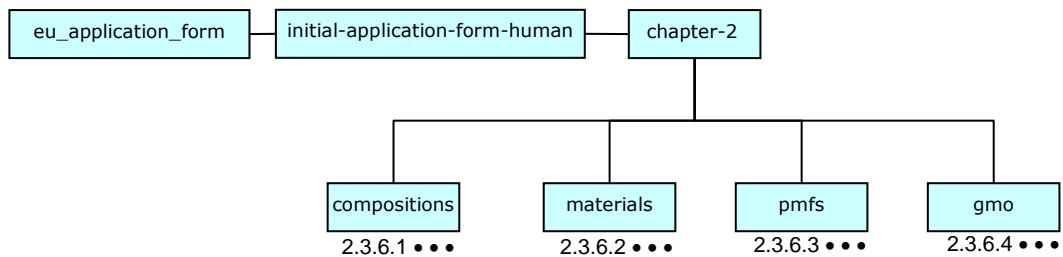 eu_application_form
initial-application-form-human
chapter-2
compositions
materials
pmfs
gmo
2.3.6.1 • • •
2.3.6.2 • • •
2.3.6.3 • • •
2.3.6.4 • • •